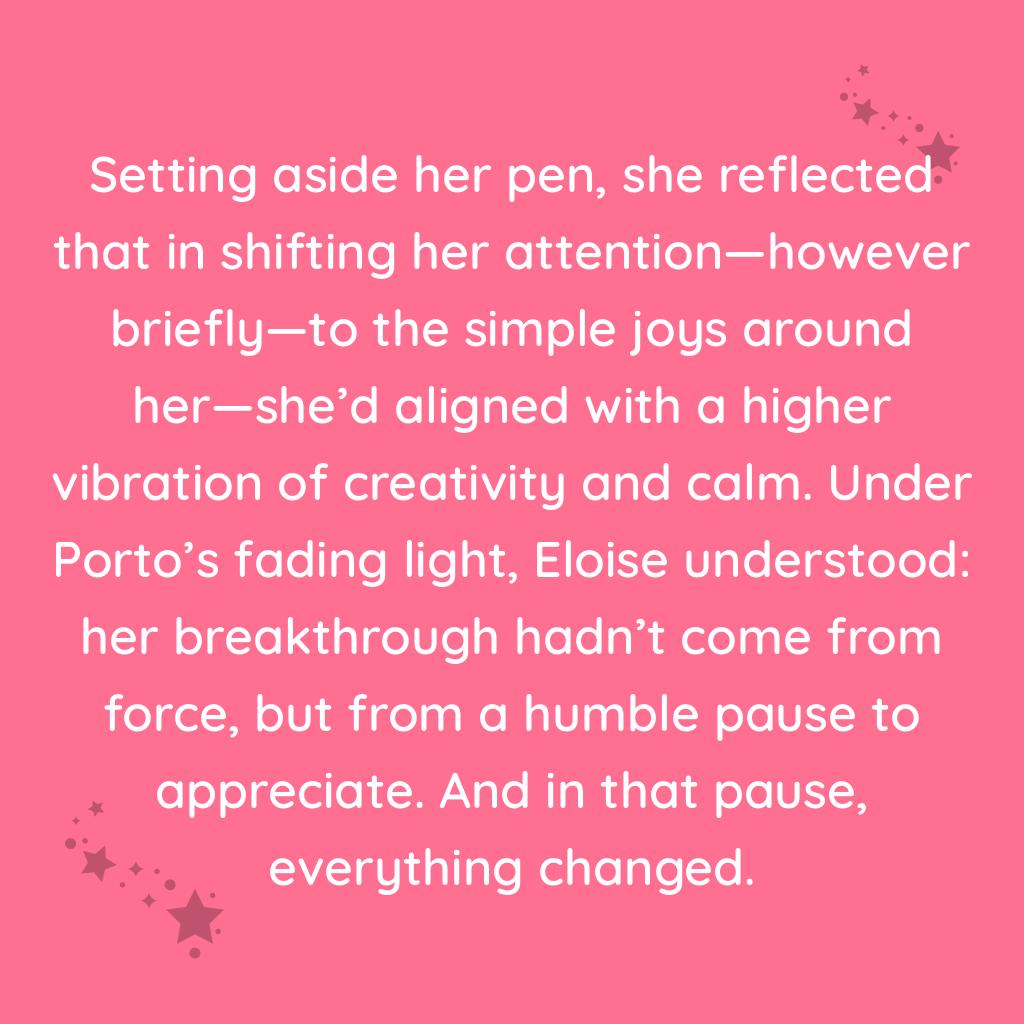 Setting aside her pen, she reflected
that in shifting her attention—however
briefly—to the simple joys around
her—she’d aligned with a higher
vibration of creativity and calm. Under
Porto’s fading light, Eloise understood:
her breakthrough hadn’t come from
force, but from a humble pause to
appreciate. And in that pause,
everything changed.